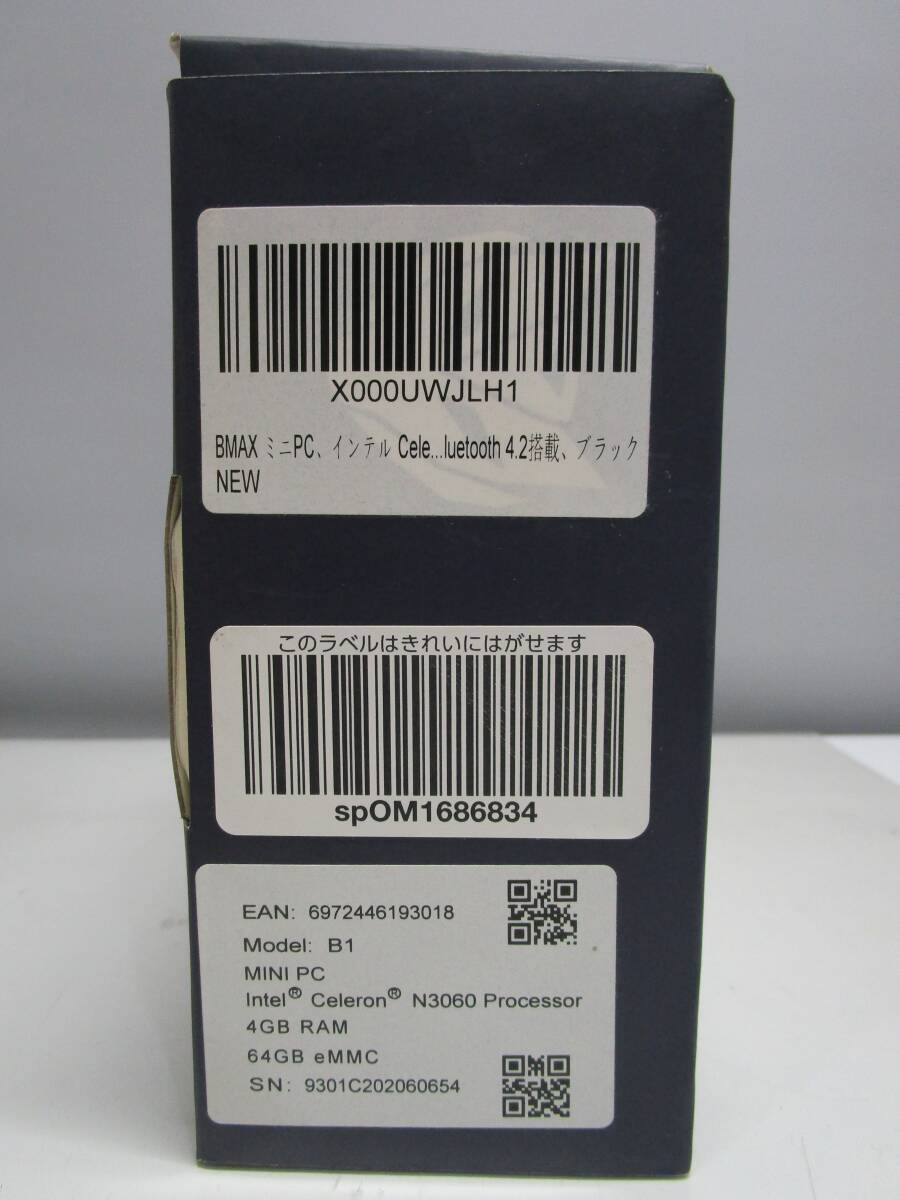 X000UWJLH1
BMAX ミニPC、インテル Cele...luetooth 4.2搭載、ブラック
NEW
このラベルはきれいにはがせます
spOM1686834
EAN: 6972446193018
Model: B1
MINI PC
Intel® Celeron® N3060 Processor
4GB RAM
64GB eMMC
SN: 9301C202060654